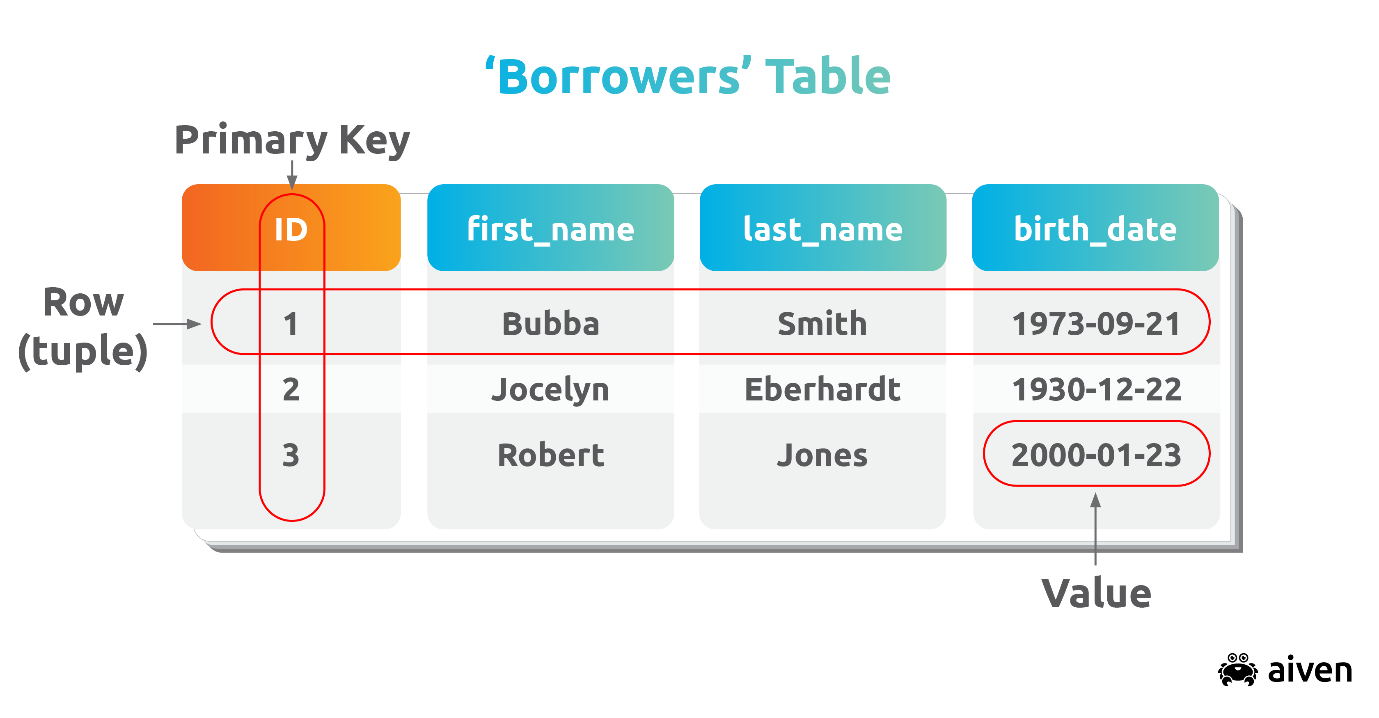 ‘Borrowers’ Table
Primary Key
ID first_name last_name birth_date
Row
(tuple)
1 Bubba Smith 1973-09-21
2 Jocelyn Eberhardt 1930-12-22
3 Robert Jones 2000-01-23
Value
aiven